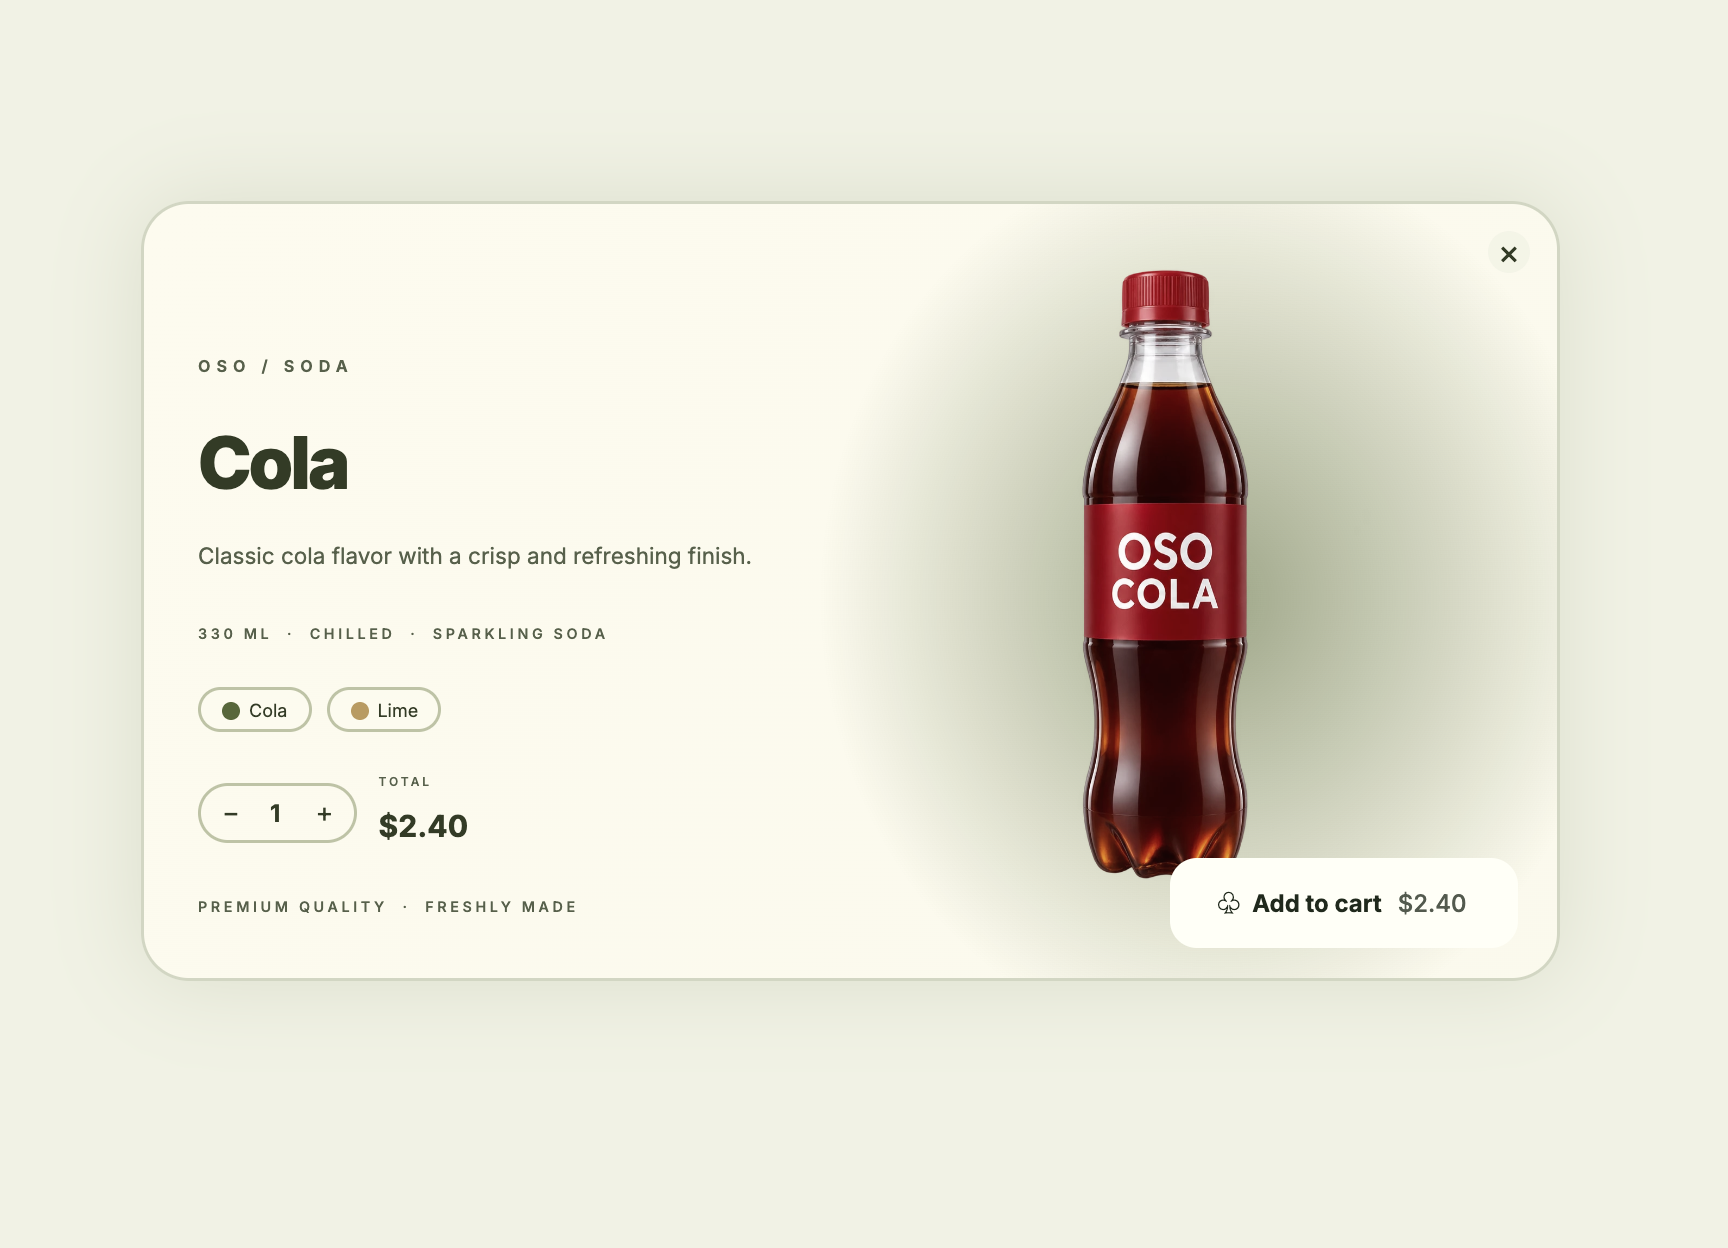 OSO / SODA
Cola
Classic cola flavor with a crisp and refreshing finish.
330 ML · CHILLED · SPARKLING SODA
Cola Lime
TOTAL
− 1 +
$2.40
PREMIUM QUALITY · FRESHLY MADE
×
OSO
COLA
♧ Add to cart $2.40